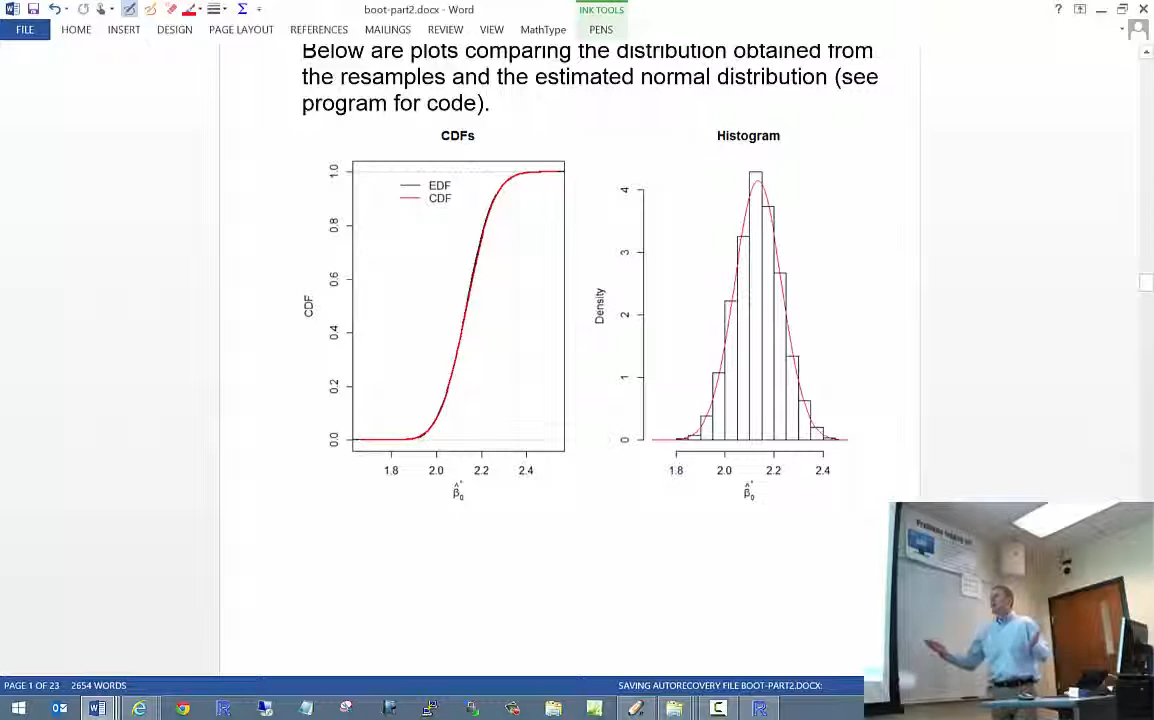 boot-part2.docx - Word
INK TOOLS
FILE HOME INSERT DESIGN PAGE LAYOUT REFERENCES MAILINGS REVIEW VIEW MathType PENS
Below are plots comparing the distribution obtained from
the resamples and the estimated normal distribution (see
program for code).
CDFs
Histogram
EDF
CDF
CDF
0.0 0.2 0.4 0.6 0.8 1.0
1.8 2.0 2.2 2.4
β̂*0
Density
0 1 2 3 4
1.8 2.0 2.2 2.4
β̂*0
PAGE 1 OF 23 2654 WORDS
SAVING AUTORECOVERY FILE BOOT-PART2.DOCX: